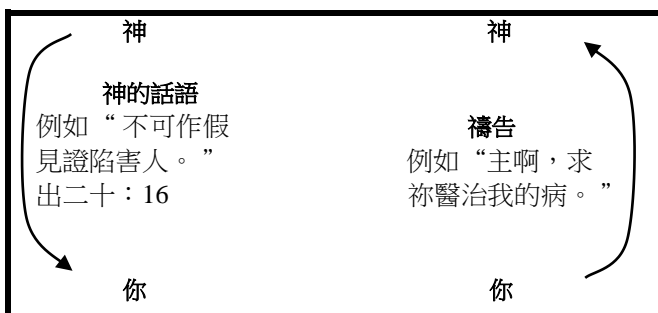 神
神的話語
例如“不可作假
見證陷害人。”
出二十：16
你
神
禱告
例如“主啊，求
祢醫治我的病。”
你